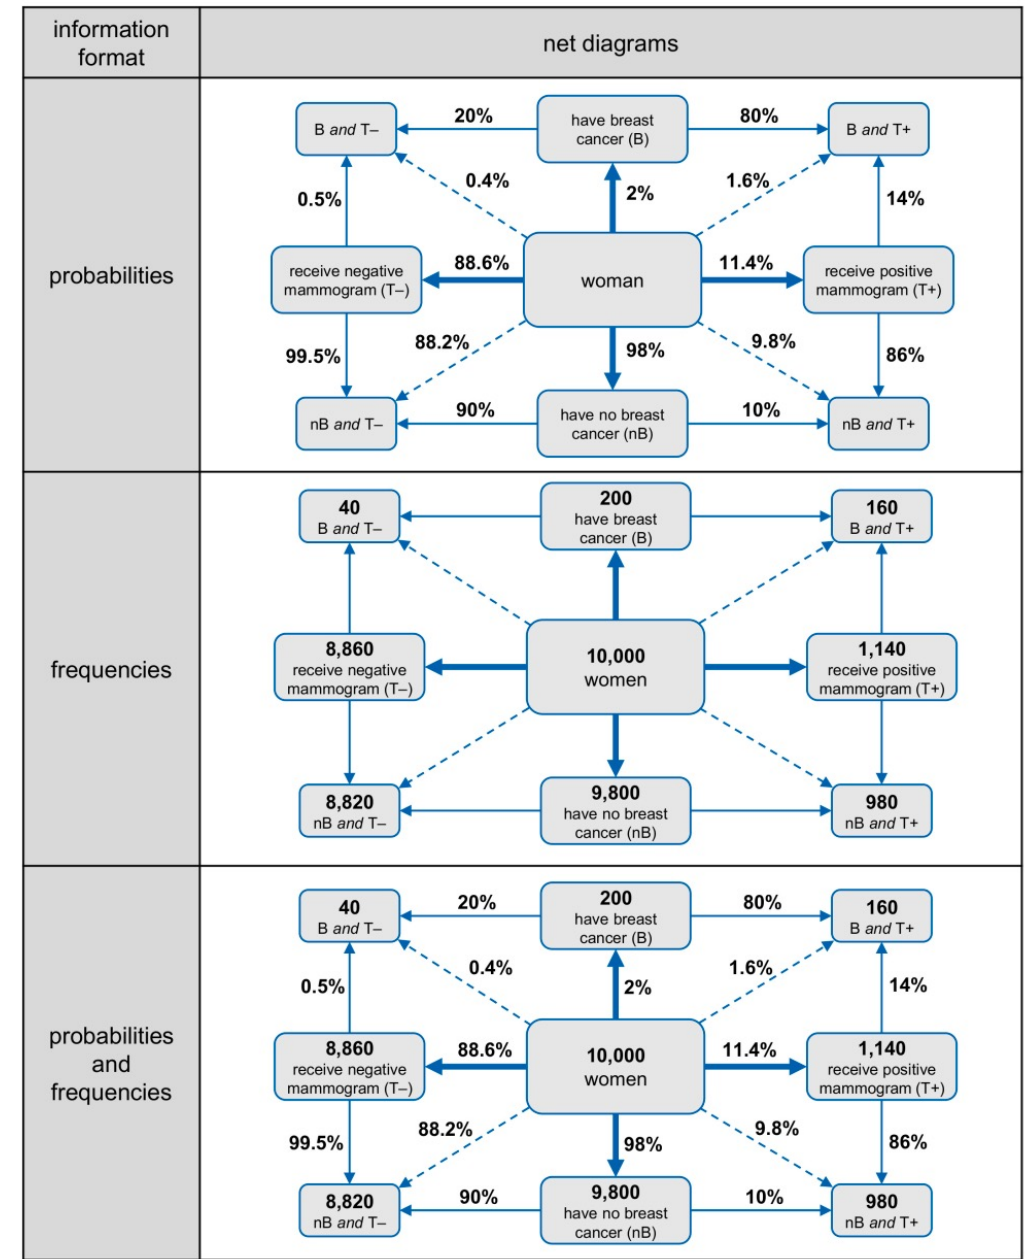 information
format
net diagrams
probabilities
B and T–
20%
have breast
cancer (B)
80%
B and T+
0.5%
0.4%
2%
1.6%
14%
receive negative
mammogram (T–)
88.6%
woman
11.4%
receive positive
mammogram (T+)
99.5%
88.2%
98%
9.8%
86%
nB and T–
90%
have no breast
cancer (nB)
10%
nB and T+
frequencies
40
B and T–
200
have breast
cancer (B)
160
B and T+
8,860
receive negative
mammogram (T–)
10,000
women
1,140
receive positive
mammogram (T+)
8,820
nB and T–
9,800
have no breast
cancer (nB)
980
nB and T+
probabilities
and
frequencies
40
B and T–
20%
200
have breast
cancer (B)
80%
160
B and T+
0.5%
0.4%
2%
1.6%
14%
8,860
receive negative
mammogram (T–)
88.6%
10,000
women
11.4%
1,140
receive positive
mammogram (T+)
99.5%
88.2%
98%
9.8%
86%
8,820
nB and T–
90%
9,800
have no breast
cancer (nB)
10%
980
nB and T+